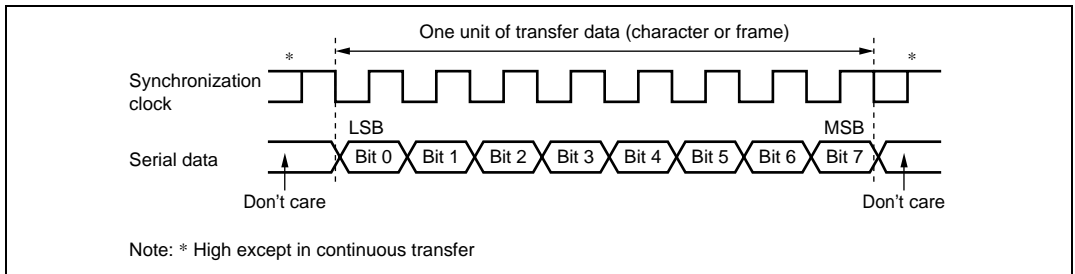 One unit of transfer data (character or frame)
* *
Synchronization
clock
LSB MSB
Serial data Bit 0 Bit 1 Bit 2 Bit 3 Bit 4 Bit 5 Bit 6 Bit 7
Don't care Don't care
Note: * High except in continuous transfer